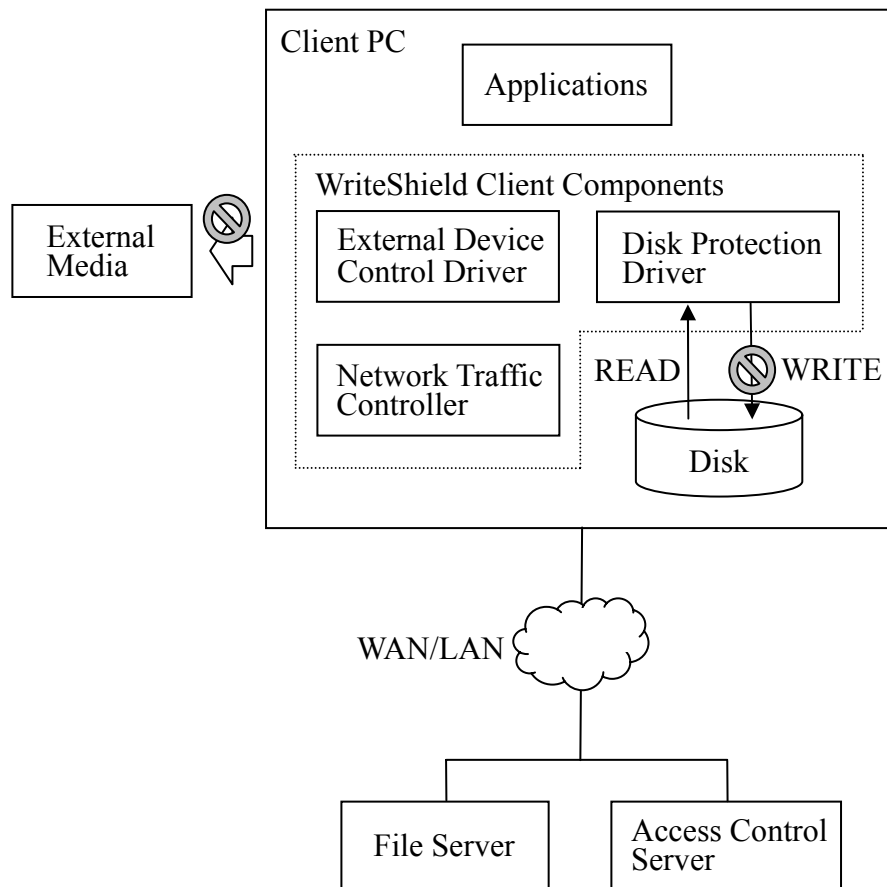 Client PC
Applications
WriteShield Client Components
External
Media
External Device
Control Driver
Disk Protection
Driver
Network Traffic
Controller
READ
WRITE
Disk
WAN/LAN
File Server
Access Control
Server